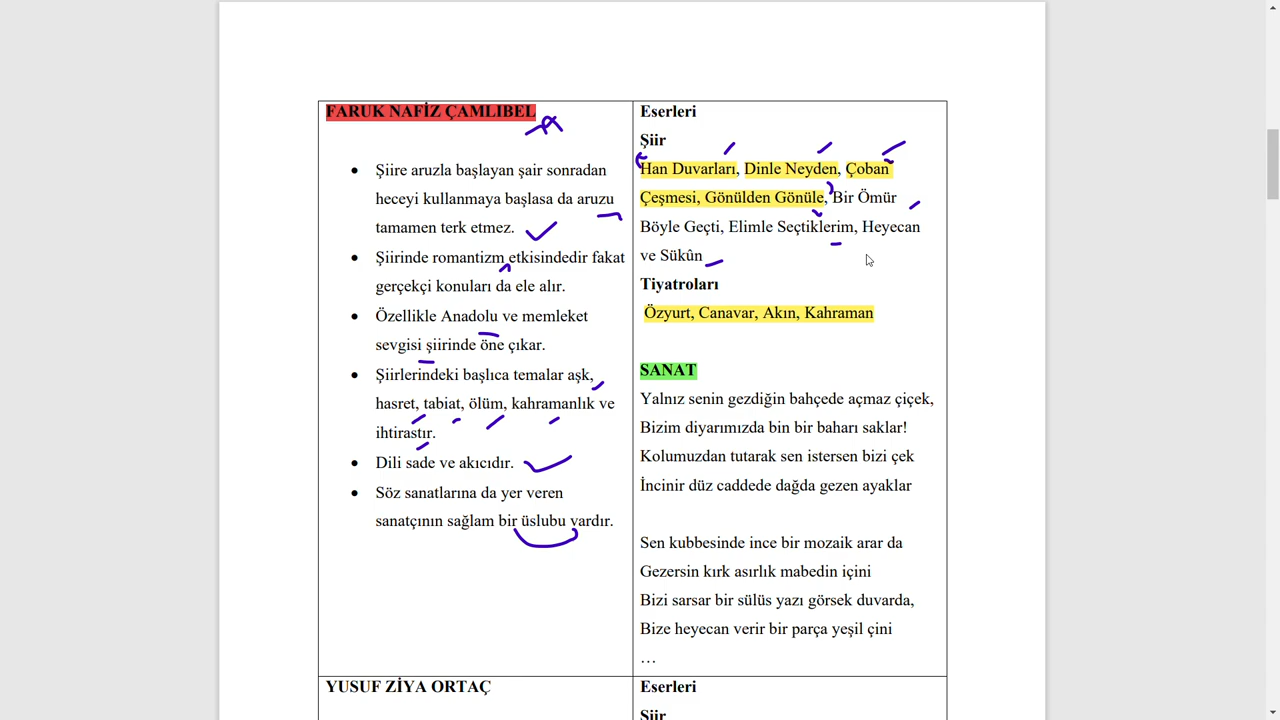 FARUK NAFİZ ÇAMLIBEL
• Şiire aruzla başlayan şair sonradan
heceyi kullanmaya başlasa da aruzu
tamamen terk etmez.
• Şiirinde romantizm etkisindedir fakat
gerçekçi konuları da ele alır.
• Özellikle Anadolu ve memleket
sevgisi şiirinde öne çıkar.
• Şiirlerindeki başlıca temalar aşk,
hasret, tabiat, ölüm, kahramanlık ve
ihtirastır.
• Dili sade ve akıcıdır.
• Söz sanatlarına da yer veren
sanatçının sağlam bir üslubu vardır.
Eserleri
Şiir
Han Duvarları, Dinle Neyden, Çoban
Çeşmesi, Gönülden Gönüle, Bir Ömür
Böyle Geçti, Elimle Seçtiklerim, Heyecan
ve Sükûn
Tiyatroları
Özyurt, Canavar, Akın, Kahraman
SANAT
Yalnız senin gezdiğin bahçede açmaz çiçek,
Bizim diyarımızda bin bir baharı saklar!
Kolumuzdan tutarak sen istersen bizi çek
İncinir düz caddede dağda gezen ayaklar
Sen kubbesinde ince bir mozaik arar da
Gezersin kırk asırlık mabedin içini
Bizi sarsar bir sülüs yazı görsek duvarda,
Bize heyecan verir bir parça yeşil çini
…
YUSUF ZİYA ORTAÇ
Eserleri
Şiir